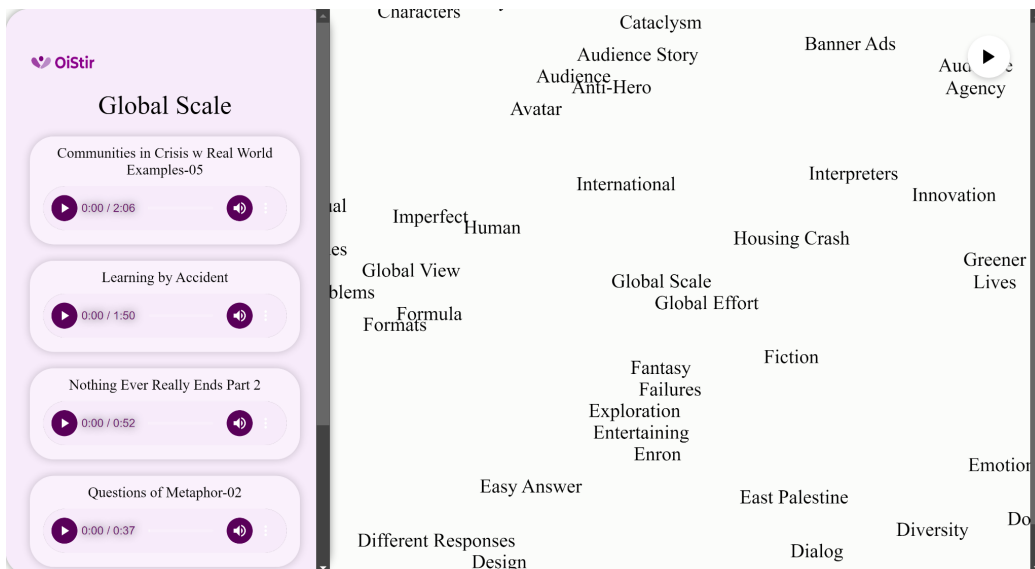 OiStir
Global Scale
Communities in Crisis w Real World
Examples-05
0:00 / 2:06
Learning by Accident
0:00 / 1:50
Nothing Ever Really Ends Part 2
0:00 / 0:52
Questions of Metaphor-02
0:00 / 0:37
Characters
Cataclysm
Banner Ads
Audience Story
Audience
Agency
Audience
Anti-Hero
Avatar
International
Interpreters
Innovation
Imperfect
Human
Housing Crash
Global View
Greener
Lives
Global Scale
Global Effort
Formula
Formats
Fiction
Fantasy
Failures
Exploration
Entertaining
Enron
Easy Answer
East Palestine
Diversity
Different Responses
Dialog
Design